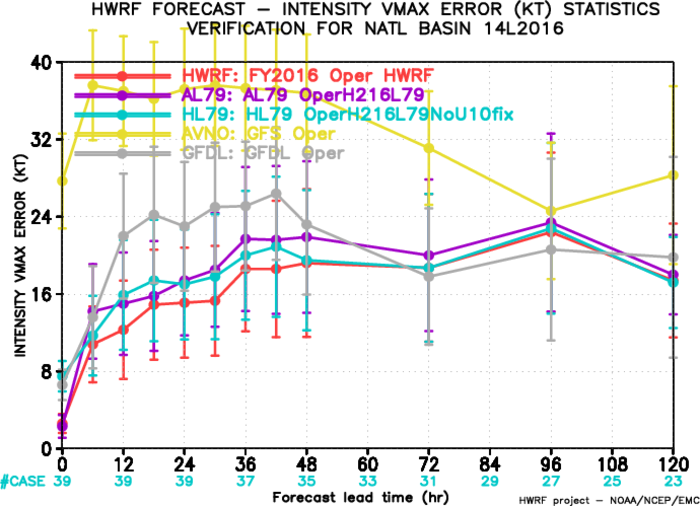 HWRF FORECAST – INTENSITY VMAX ERROR (KT) STATISTICS
VERIFICATION FOR NATL BASIN 14L2016
HWRF: FY2016 Oper HWRF
AL79: AL79 OperH216L79
HL79: HL79 OperH216L79NoU10fix
AVNO: GFS Oper
GFDL: GFDL Oper
INTENSITY VMAX ERROR (KT)
40
32
24
16
8
0
0 12 24 36 48 60 72 84 96 108 120
#CASE 39 39 39 37 35 33 31 29 27 25 23
Forecast lead time (hr)
HWRF project – NOAA/NCEP/EMC